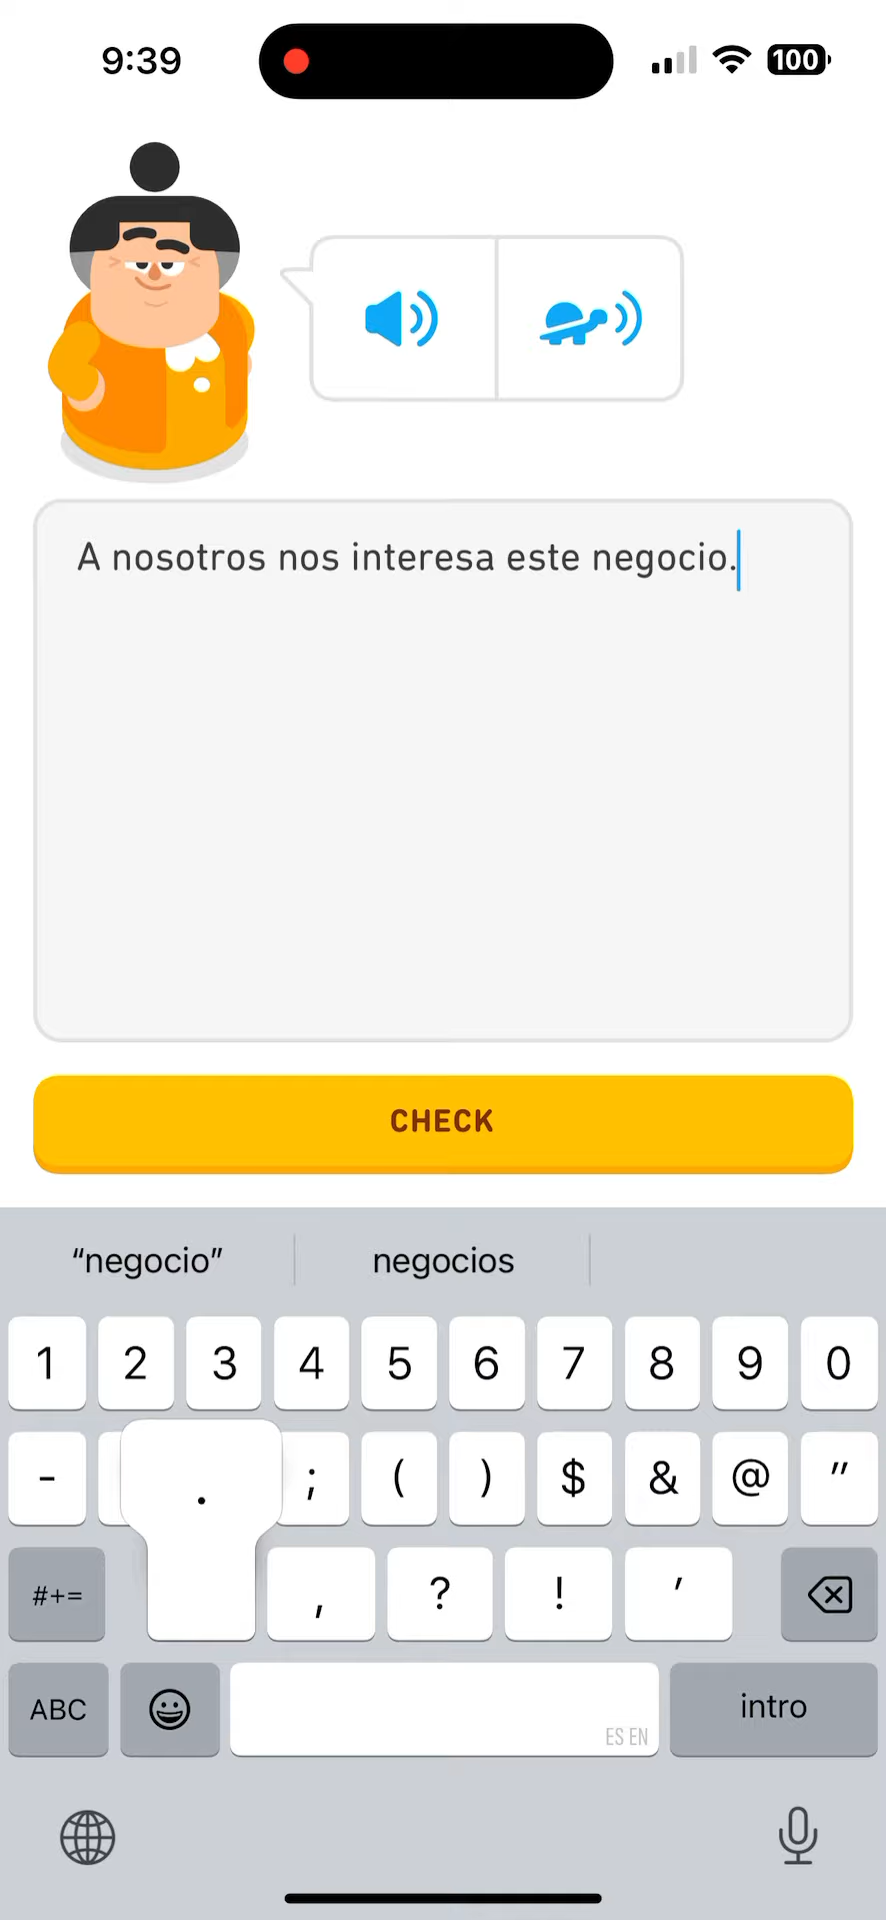 9:39
100
A nosotros nos interesa este negocio.
CHECK
“negocio” negocios
1 2 3 4 5 6 7 8 9 0
- . ; ( ) $ & @ "
#+= , ? ! ′
ABC ES EN intro